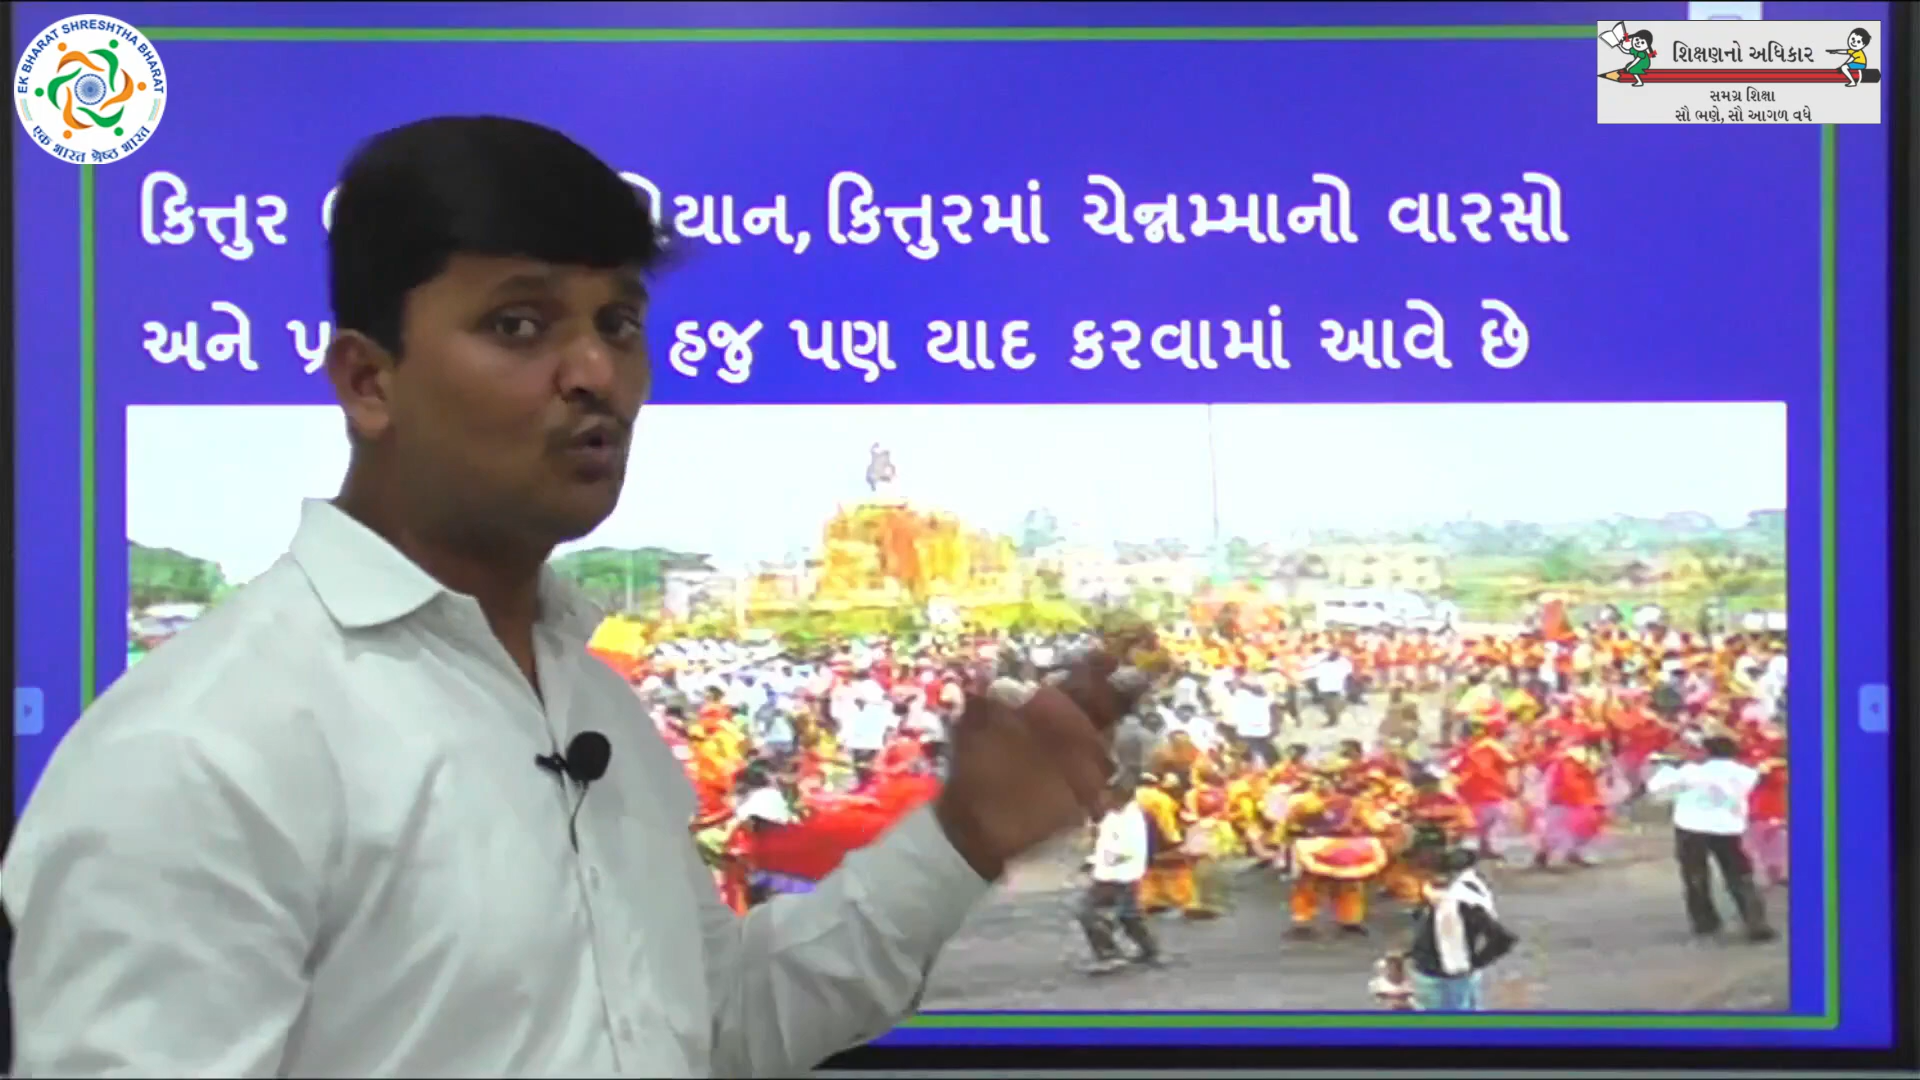 EK BHARAT SHRESHTHA BHARAT
एक भारत श्रेष्ठ भारत
શિક્ષણનો અધિકાર
સમગ્ર શિક્ષા
સૌ ભણે, સૌ આગળ વધે
કિત્તુર કિત્તુરમાં ચેન્નમ્માનો વારસો
અને હજુ પણ યાદ કરવામાં આવે છે